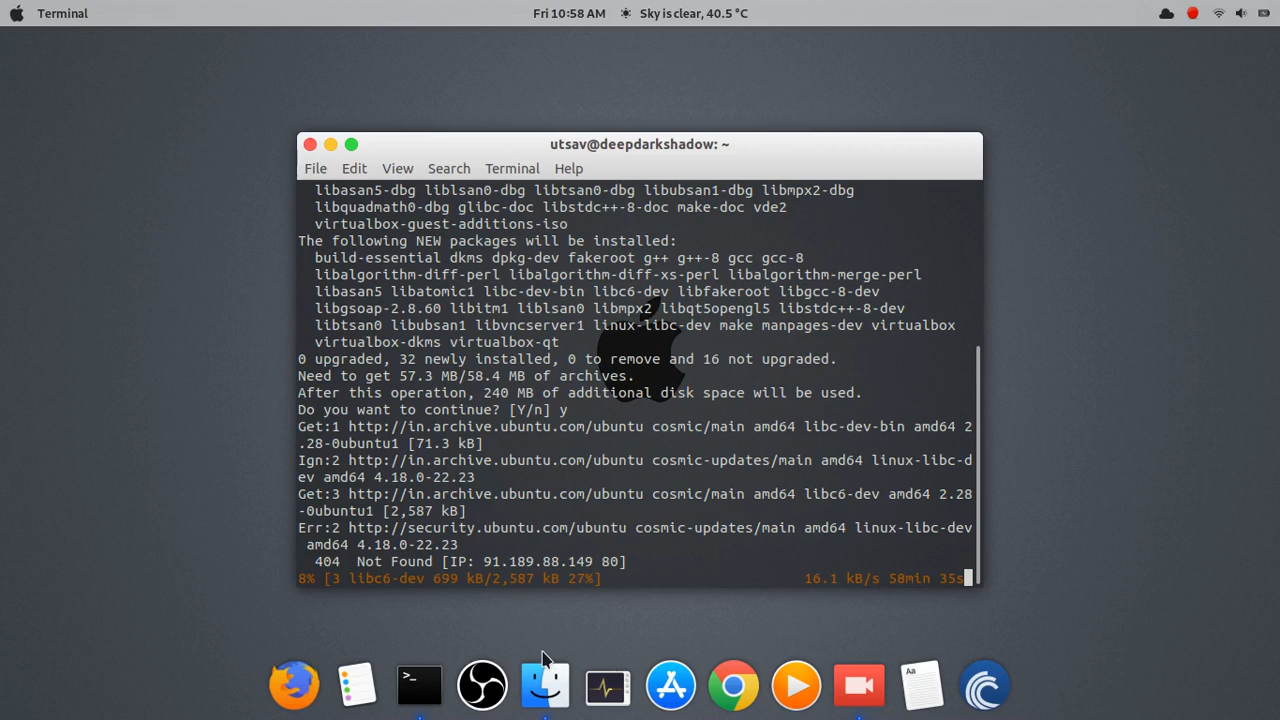 Terminal
Fri 10:58 AM
Sky is clear, 40.5 °C
utsav@deepdarkshadow: ~
File Edit View Search Terminal Help
libasan5-dbg liblsan0-dbg libtsan0-dbg libubsan1-dbg libmpx2-dbg
libquadmath0-dbg glibc-doc libstdc++-8-doc make-doc vde2
virtualbox-guest-additions-iso
The following NEW packages will be installed:
build-essential dkms dpkg-dev fakeroot g++ g++-8 gcc gcc-8
libalgorithm-diff-perl libalgorithm-diff-xs-perl libalgorithm-merge-perl
libasan5 libatomic1 libc-dev-bin libc6-dev libfakeroot libgcc-8-dev
libgsoap-2.8.60 libitm1 liblsan0 libmpx2 libqt5opengl5 libstdc++-8-dev
libtsan0 libubsan1 libvncserver1 linux-libc-dev make manpages-dev virtualbox
virtualbox-dkms virtualbox-qt
0 upgraded, 32 newly installed, 0 to remove and 16 not upgraded.
Need to get 57.3 MB/58.4 MB of archives.
After this operation, 240 MB of additional disk space will be used.
Do you want to continue? [Y/n] y
Get:1 http://in.archive.ubuntu.com/ubuntu cosmic/main amd64 libc-dev-bin amd64 2
.28-0ubuntu1 [71.3 kB]
Ign:2 http://in.archive.ubuntu.com/ubuntu cosmic-updates/main amd64 linux-libc-d
ev amd64 4.18.0-22.23
Get:3 http://in.archive.ubuntu.com/ubuntu cosmic/main amd64 libc6-dev amd64 2.28
-0ubuntu1 [2,587 kB]
Err:2 http://security.ubuntu.com/ubuntu cosmic-updates/main amd64 linux-libc-dev
amd64 4.18.0-22.23
404  Not Found [IP: 91.189.88.149 80]
8% [3 libc6-dev 699 kB/2,587 kB 27%] 16.1 kB/s 58min 35s
>_
Aa